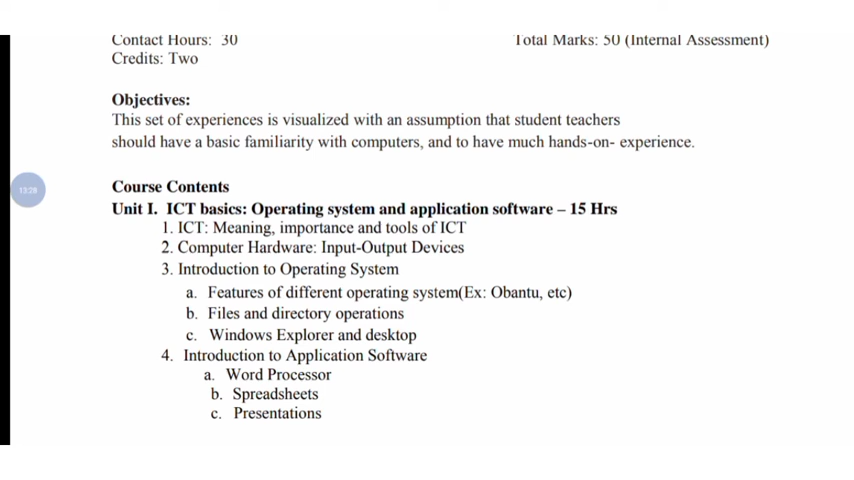 Contact Hours: 30 Total Marks: 50 (Internal Assessment)
Credits: Two
Objectives:
This set of experiences is visualized with an assumption that student teachers
should have a basic familiarity with computers, and to have much hands-on- experience.
13:28
Course Contents
Unit I. ICT basics: Operating system and application software – 15 Hrs
1. ICT: Meaning, importance and tools of ICT
2. Computer Hardware: Input-Output Devices
3. Introduction to Operating System
a. Features of different operating system(Ex: Obantu, etc)
b. Files and directory operations
c. Windows Explorer and desktop
4. Introduction to Application Software
a. Word Processor
b. Spreadsheets
c. Presentations